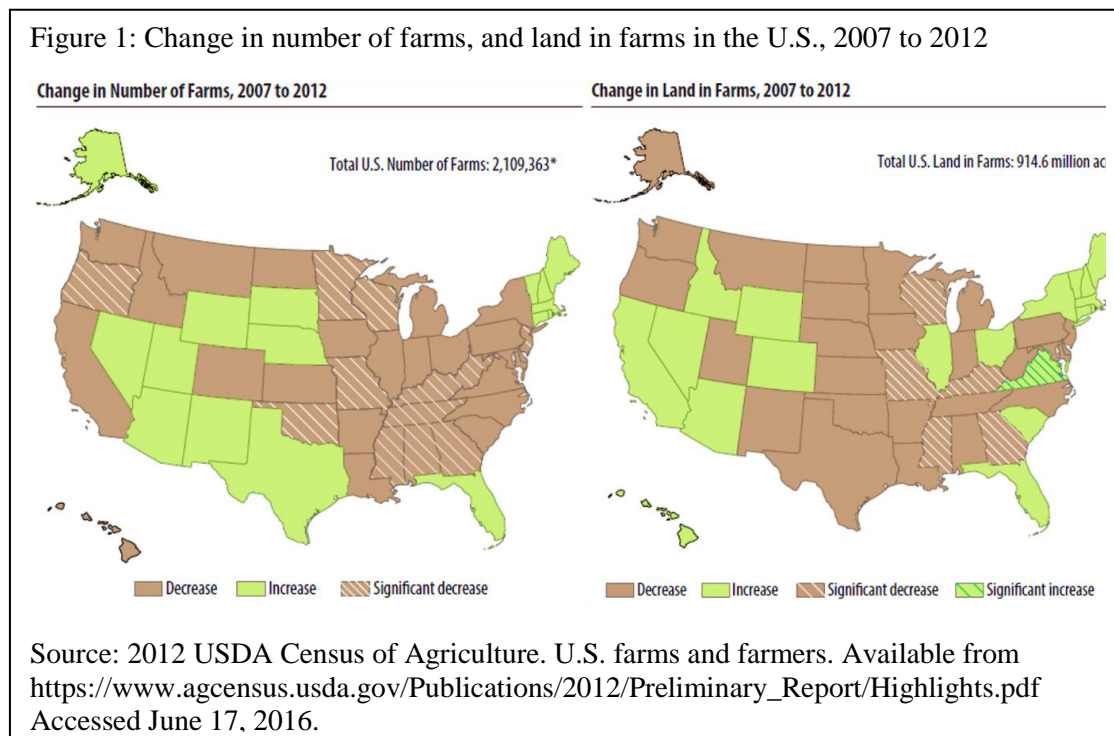 Figure 1: Change in number of farms, and land in farms in the U.S., 2007 to 2012
Change in Number of Farms, 2007 to 2012
Total U.S. Number of Farms: 2,109,363*
Decrease
Increase
Significant decrease
Change in Land in Farms, 2007 to 2012
Total U.S. Land in Farms: 914.6 million ac
Decrease
Increase
Significant decrease
Significant increase
Source: 2012 USDA Census of Agriculture. U.S. farms and farmers. Available from
https://www.agcensus.usda.gov/Publications/2012/Preliminary_Report/Highlights.pdf
Accessed June 17, 2016.